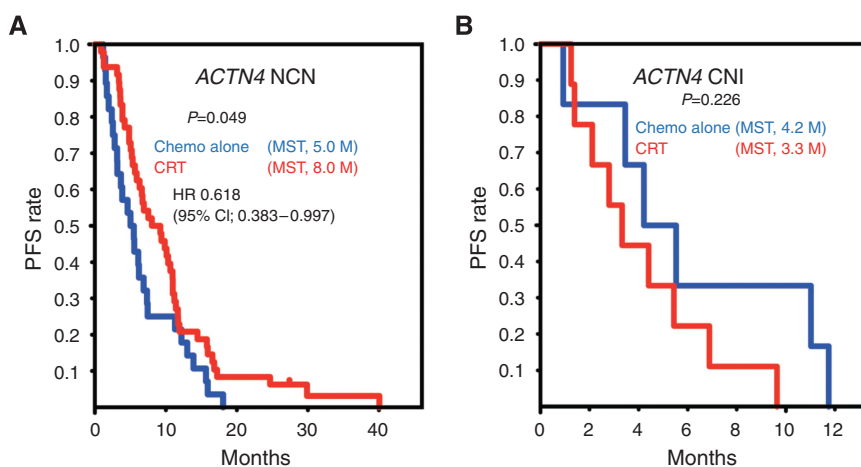 A
ACTN4 NCN
P=0.049
Chemo alone (MST, 5.0 M)
CRT (MST, 8.0 M)
HR 0.618
(95% CI; 0.383–0.997)
PFS rate
1.0
0.9
0.8
0.7
0.6
0.5
0.4
0.3
0.2
0.1
0 10 20 30 40
Months
B
ACTN4 CNI
P=0.226
Chemo alone (MST, 4.2 M)
CRT (MST, 3.3 M)
PFS rate
1.0
0.9
0.8
0.7
0.6
0.5
0.4
0.3
0.2
0.1
0 2 4 6 8 10 12
Months